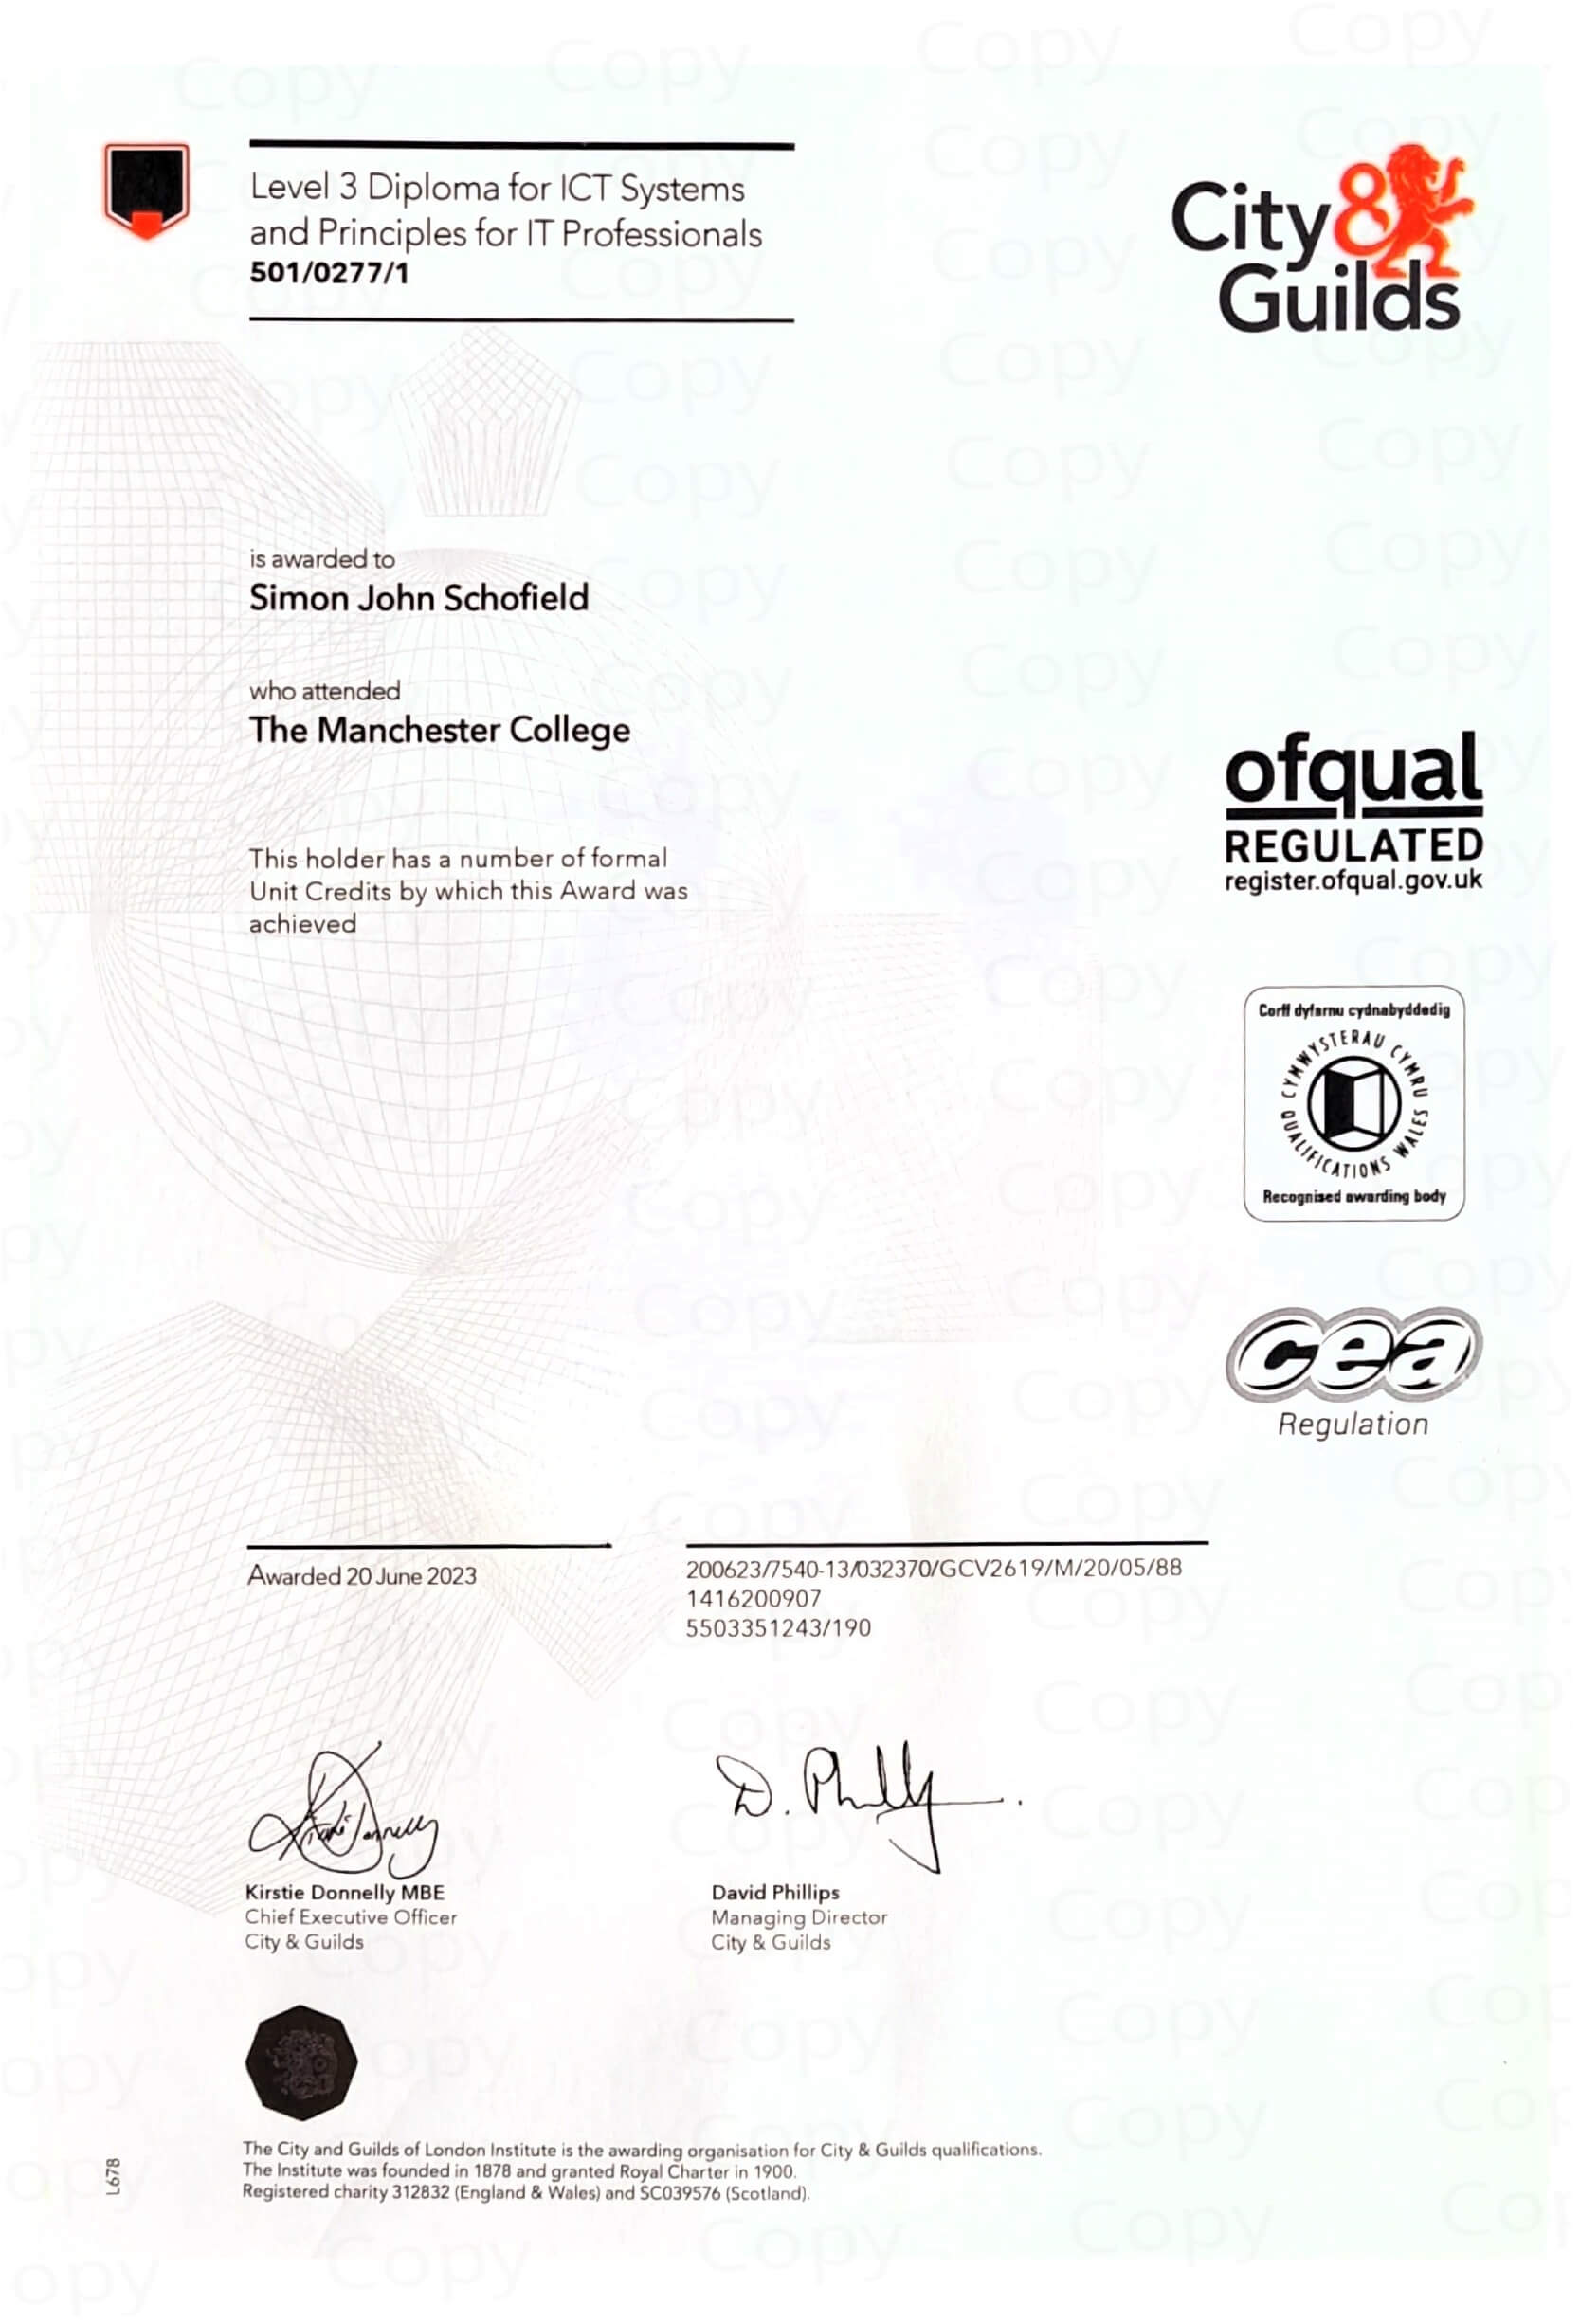 Level 3 Diploma for ICT Systems
and Principles for IT Professionals
501/0277/1
City&
Guilds
is awarded to
Simon John Schofield
who attended
The Manchester College
This holder has a number of formal
Unit Credits by which this Award was
achieved
ofqual
REGULATED
register.ofqual.gov.uk
Corff dyfarnu cydnabyddedig
CYMWYSTERAU CYMRU
QUALIFICATIONS WALES
Recognised awarding body
cea
Regulation
Awarded 20 June 2023
200623/7540-13/032370/GCV2619/M/20/05/88
1416200907
5503351243/190
D. Phillips
Kirstie Donnelly MBE
Chief Executive Officer
City & Guilds
David Phillips
Managing Director
City & Guilds
The City and Guilds of London Institute is the awarding organisation for City & Guilds qualifications.
The Institute was founded in 1878 and granted Royal Charter in 1900.
Registered charity 312832 (England & Wales) and SC039576 (Scotland).
L678
Copy